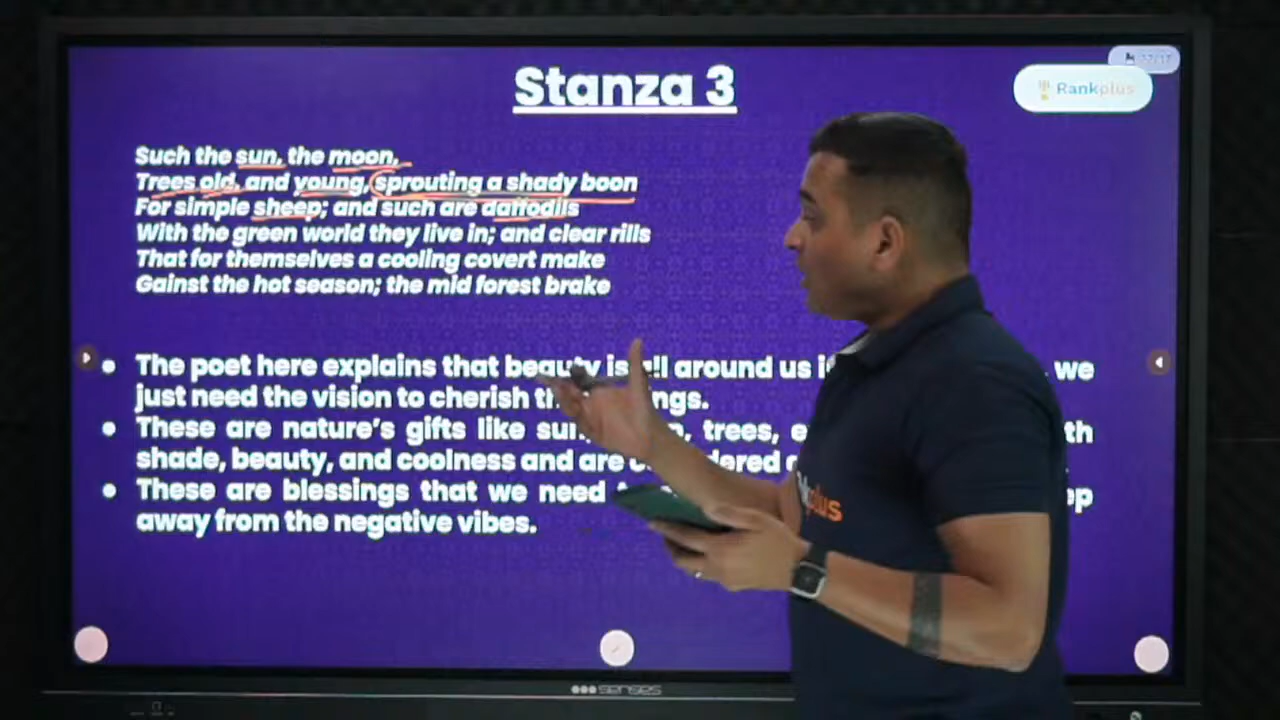 Stanza 3
Rankplus
Such the sun, the moon,
Trees old, and young, sprouting a shady boon
For simple sheep; and such are daffodils
With the green world they live in; and clear rills
That for themselves a cooling covert make
Gainst the hot season; the mid forest brake
The poet here explains that beauty is all around us we
just need the vision to cherish
These are nature's gifts like sun, trees,
shade, beauty, and coolness and are
These are blessings that we need
away from the negative vibes.
plus
senses